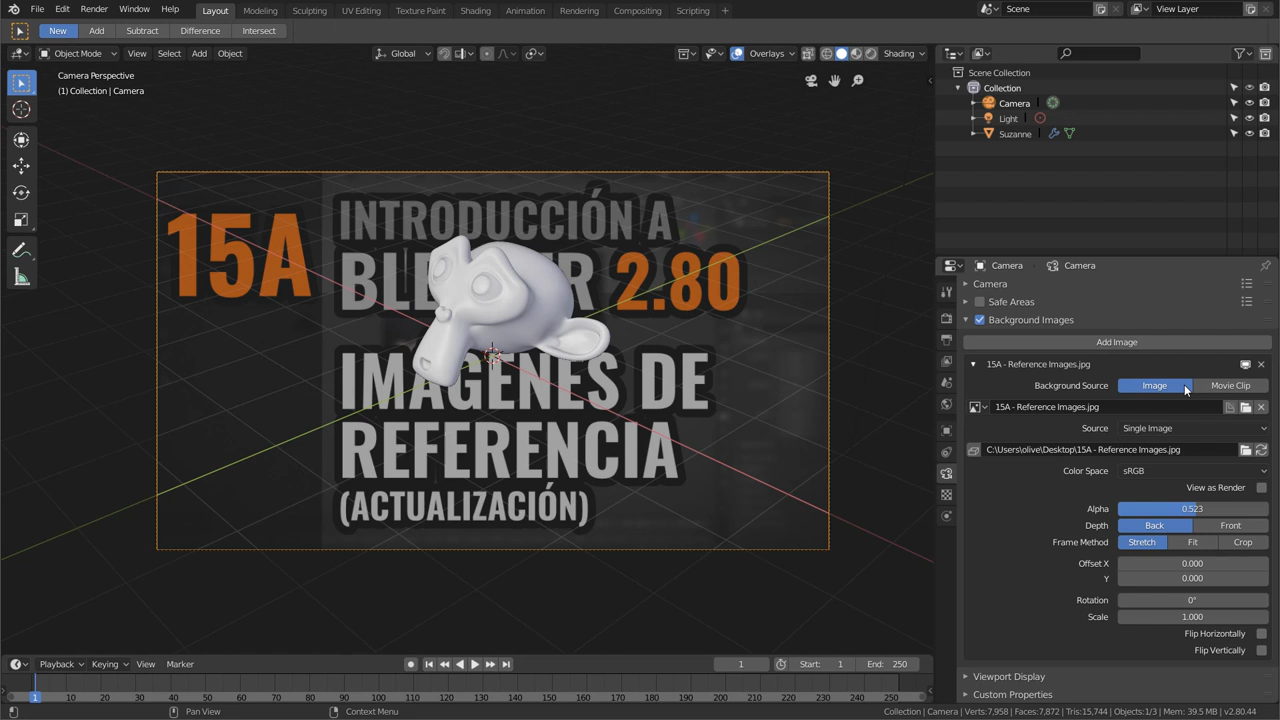 File Edit Render Window Help Layout Modeling Sculpting UV Editing Texture Paint Shading Animation Rendering Compositing Scripting + Scene View Layer
New Add Subtract Difference Intersect
Object Mode View Select Add Object Global Overlays Shading
Camera Perspective
(1) Collection | Camera
15A
INTRODUCCIÓN A
2.80
IMÁGENES DE
REFERENCIA
(ACTUALIZACIÓN)
Scene Collection
Collection
Camera
Light
Suzanne
Camera Camera
Camera
Safe Areas
Background Images
Add Image
15A - Reference Images.jpg
Background Source Image Movie Clip
15A - Reference Images.jpg
Source Single Image
C:\Users\olive\Desktop\15A - Reference Images.jpg
Color Space sRGB
View as Render
Alpha 0.523
Depth Back Front
Frame Method Stretch Fit Crop
Offset X 0.000
Y 0.000
Rotation 0°
Scale 1.000
Flip Horizontally
Flip Vertically
Viewport Display
Custom Properties
Playback Keying View Marker 1 Start: 1 End: 250
1 10 20 30 40 50 60 70 80 90 100 110 120 130 140 150 160 170 180 190 200 210 220 230 240 250
Pan View Context Menu Collection | Camera | Verts:7,958 | Faces:7,872 | Tris:15,744 | Objects:1/3 | Mem: 39.5 MB | v2.80.44